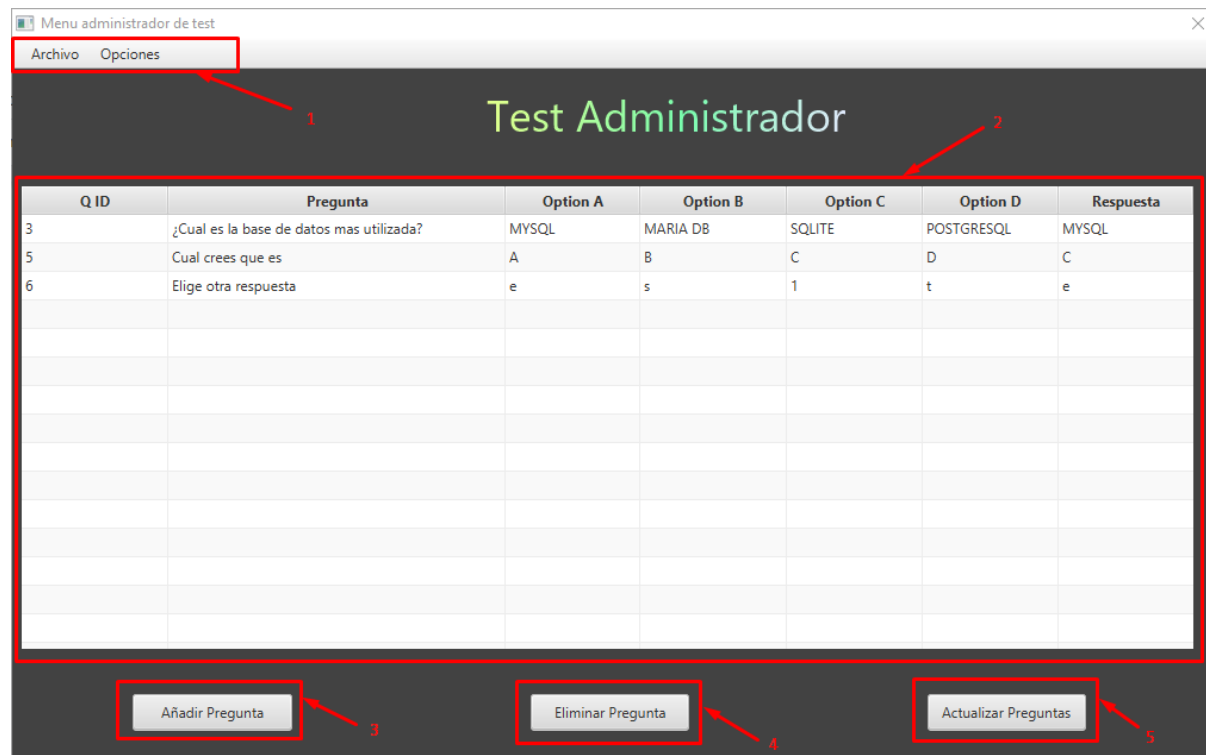 Menu administrador de test
Archivo Opciones
1
Test Administrador
2
Q ID Pregunta Option A Option B Option C Option D Respuesta
3 ¿Cual es la base de datos mas utilizada? MYSQL MARIA DB SQLITE POSTGRESQL MYSQL
5 Cual crees que es A B C D C
6 Elige otra respuesta e s 1 t e
Añadir Pregunta Eliminar Pregunta Actualizar Preguntas
3 4 5